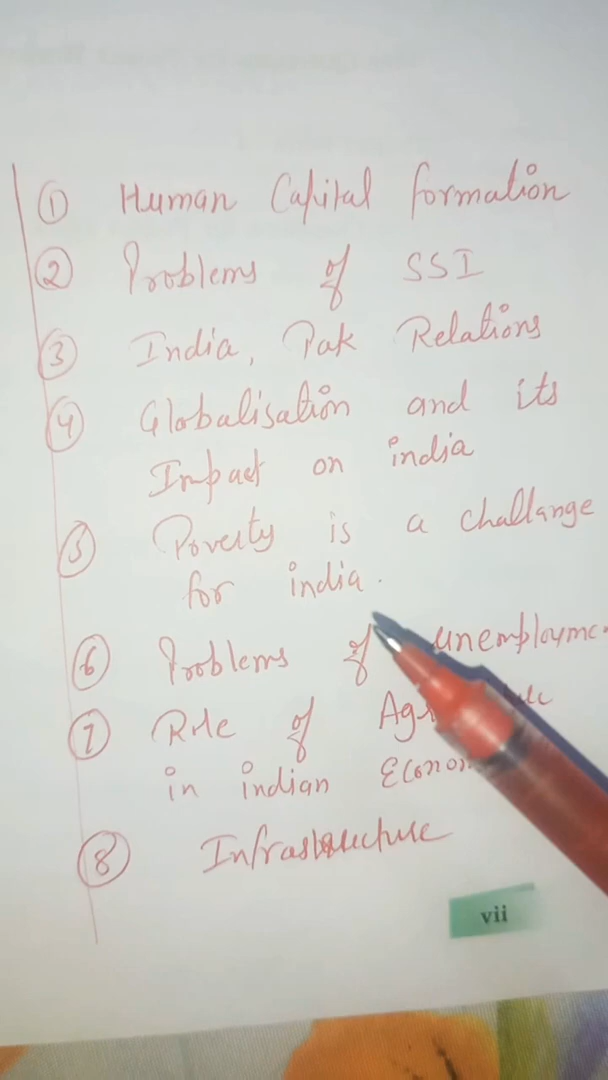 ① Human Capital formation
② Problems of SSI
③ India, Pak Relations
④ Globalisation and its
Impact on india
⑤ Poverty is a challange
for india.
⑥ Problems of
⑦ Role of
in indian
⑧ Infrastructure
vii